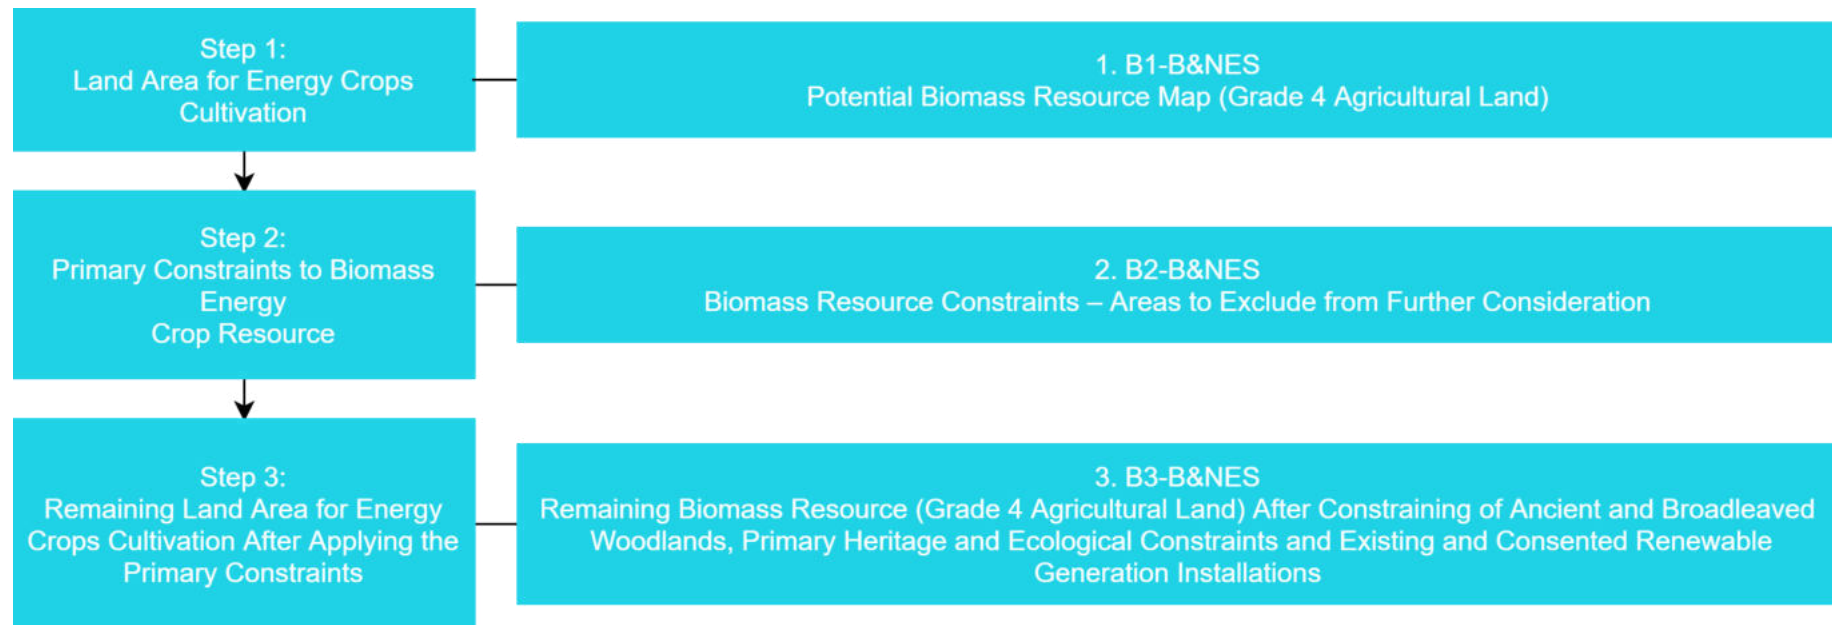 Step 1:
Land Area for Energy Crops
Cultivation
1. B1-B&NES
Potential Biomass Resource Map (Grade 4 Agricultural Land)
Step 2:
Primary Constraints to Biomass
Energy
Crop Resource
2. B2-B&NES
Biomass Resource Constraints – Areas to Exclude from Further Consideration
Step 3:
Remaining Land Area for Energy
Crops Cultivation After Applying the
Primary Constraints
3. B3-B&NES
Remaining Biomass Resource (Grade 4 Agricultural Land) After Constraining of Ancient and Broadleaved
Woodlands, Primary Heritage and Ecological Constraints and Existing and Consented Renewable
Generation Installations